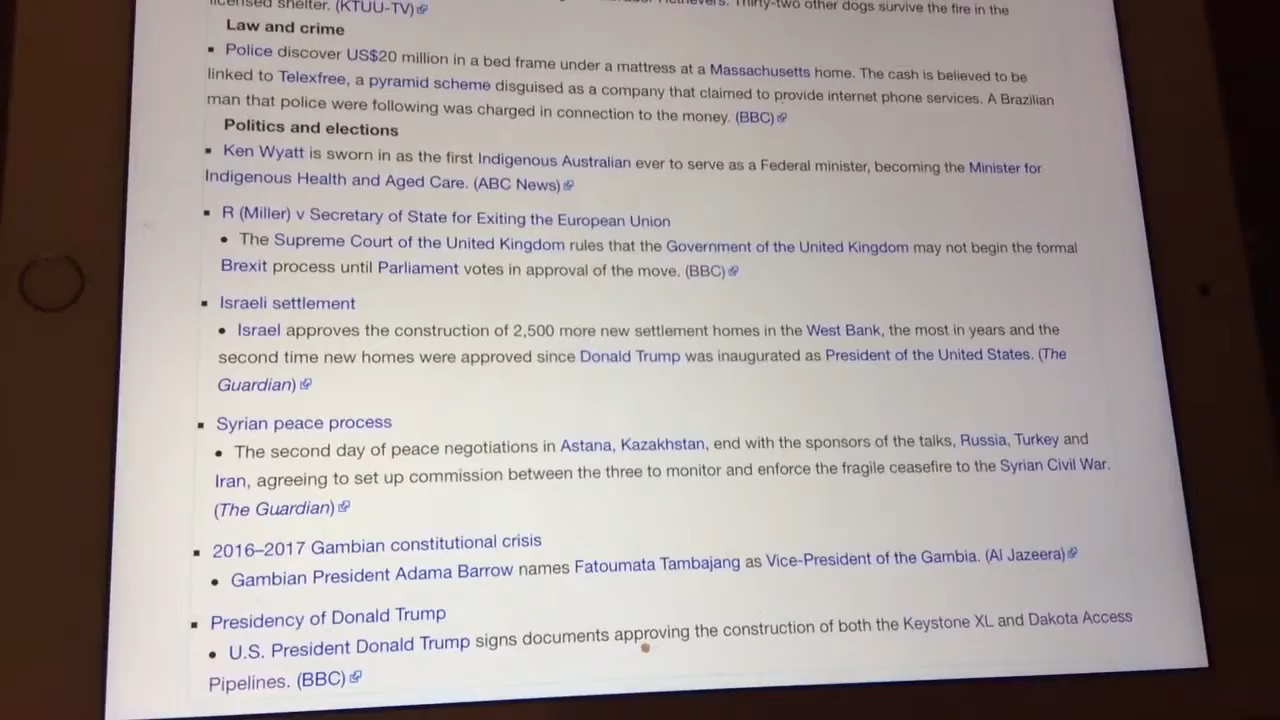 licensed shelter. (KTUU-TV)
Thirty-two other dogs survive the fire in the
Law and crime
Police discover US$20 million in a bed frame under a mattress at a Massachusetts home. The cash is believed to be
linked to Telexfree, a pyramid scheme disguised as a company that claimed to provide internet phone services. A Brazilian
man that police were following was charged in connection to the money. (BBC)
Politics and elections
Ken Wyatt is sworn in as the first Indigenous Australian ever to serve as a Federal minister, becoming the Minister for
Indigenous Health and Aged Care. (ABC News)
R (Miller) v Secretary of State for Exiting the European Union
• The Supreme Court of the United Kingdom rules that the Government of the United Kingdom may not begin the formal
Brexit process until Parliament votes in approval of the move. (BBC)
Israeli settlement
• Israel approves the construction of 2,500 more new settlement homes in the West Bank, the most in years and the
second time new homes were approved since Donald Trump was inaugurated as President of the United States. (The
Guardian)
Syrian peace process
• The second day of peace negotiations in Astana, Kazakhstan, end with the sponsors of the talks, Russia, Turkey and
Iran, agreeing to set up commission between the three to monitor and enforce the fragile ceasefire to the Syrian Civil War.
(The Guardian)
2016–2017 Gambian constitutional crisis
• Gambian President Adama Barrow names Fatoumata Tambajang as Vice-President of the Gambia. (Al Jazeera)
Presidency of Donald Trump
• U.S. President Donald Trump signs documents approving the construction of both the Keystone XL and Dakota Access
Pipelines. (BBC)